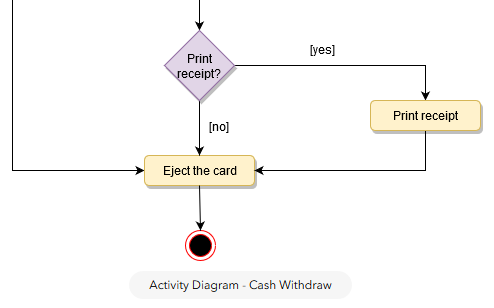 [yes]
Print
receipt?
Print receipt
[no]
Eject the card
Activity Diagram - Cash Withdraw